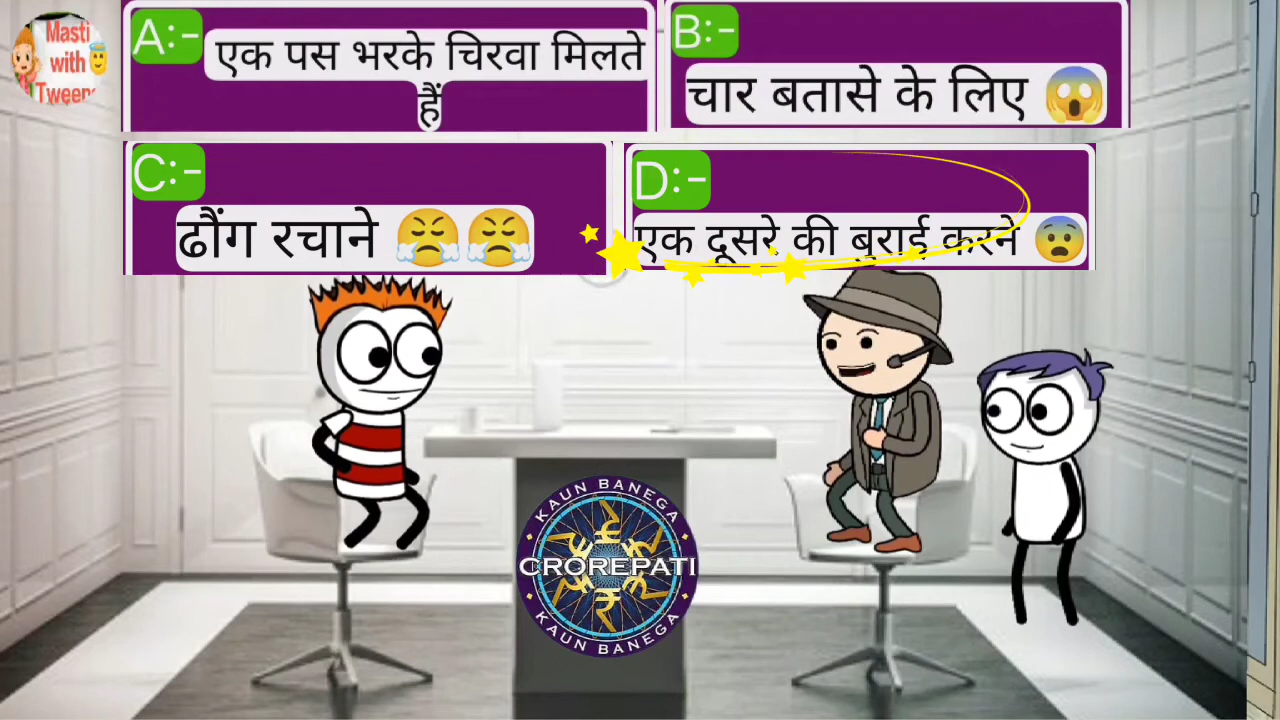 Masti
with
Tweens
A:-
एक पस भरके चिरवा मिलते
हैं
B:-
चार बतासे के लिए 😱
C:-
ढौंग रचाने 😤😤
D:-
एक दूसरे की बुराई करने 😨
KAUN BANEGA
CROREPATI
KAUN BANEGA